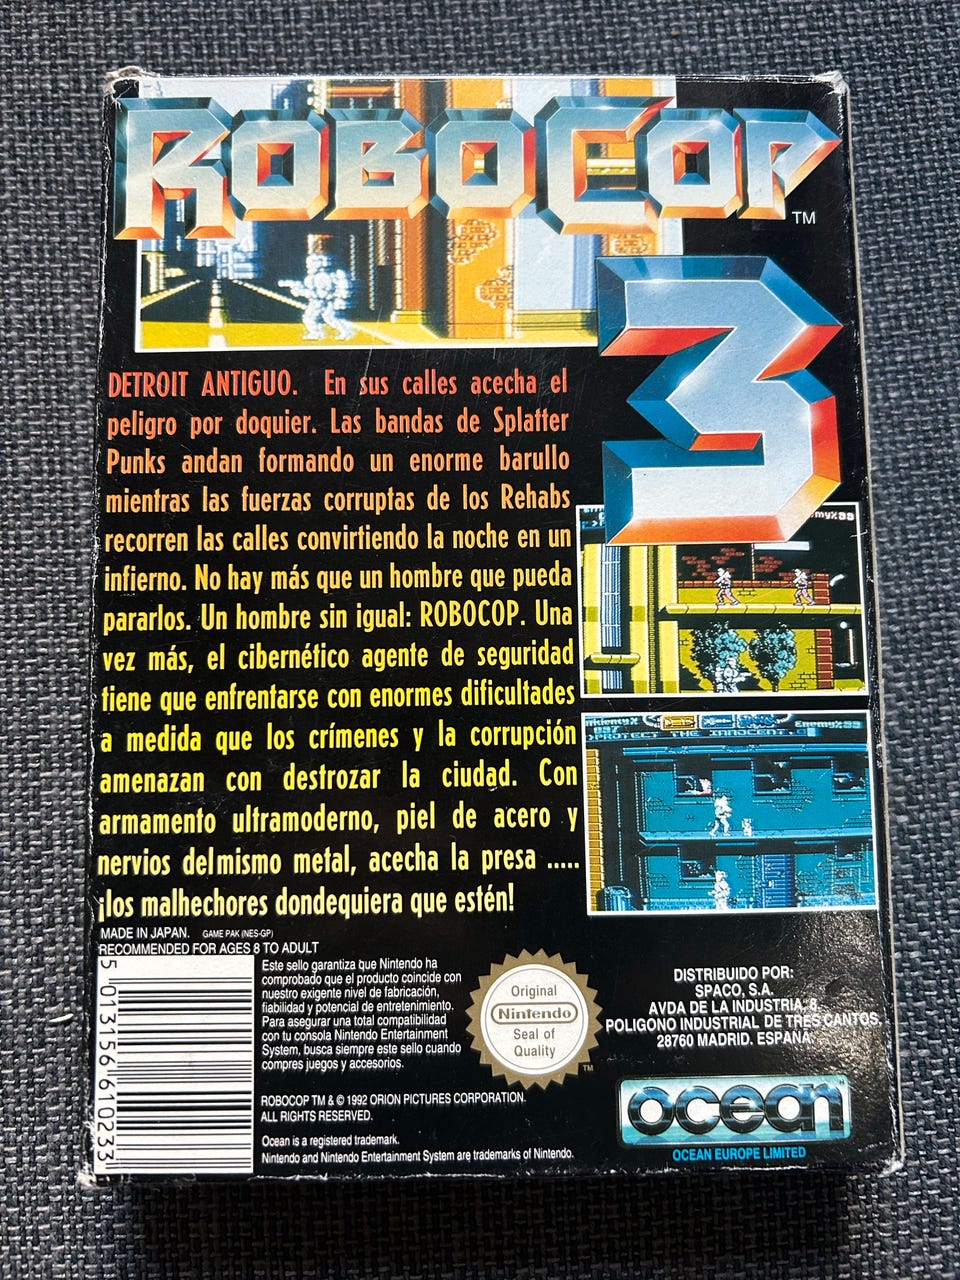 ROBOCOP
TM
3
DETROIT ANTIGUO. En sus calles acecha el
peligro por doquier. Las bandas de Splatter
Punks andan formando un enorme barullo
mientras las fuerzas corruptas de los Rehabs
recorren las calles convirtiendo la noche en un
infierno. No hay más que un hombre que pueda
pararlos. Un hombre sin igual: ROBOCOP. Una
vez más, el cibernético agente de seguridad
tiene que enfrentarse con enormes dificultades
a medida que los crímenes y la corrupción
amenazan con destrozar la ciudad. Con
armamento ultramoderno, piel de acero y
nervios delmismo metal, acecha la presa .....
¡los malhechores dondequiera que estén!
PROTECT THE INNOCENT
MADE IN JAPAN. GAME PAK (NES-GP)
RECOMMENDED FOR AGES 8 TO ADULT
5 013156 610233
Este sello garantiza que Nintendo ha
comprobado que el producto coincide con
nuestro exigente nivel de fabricación,
fiabilidad y potencial de entretenimiento.
Para asegurar una total compatibilidad
con tu consola Nintendo Entertainment
System, busca siempre este sello cuando
compres juegos y accesorios.
Original
Nintendo
Seal of
Quality
TM
DISTRIBUIDO POR:
SPACO, S.A.
AVDA DE LA INDUSTRIA, 8.
POLIGONO INDUSTRIAL DE TRES CANTOS.
28760 MADRID. ESPAÑA.
ROBOCOP TM & © 1992 ORION PICTURES CORPORATION.
ALL RIGHTS RESERVED.
Ocean is a registered trademark.
Nintendo and Nintendo Entertainment System are trademarks of Nintendo.
ocean
OCEAN EUROPE LIMITED